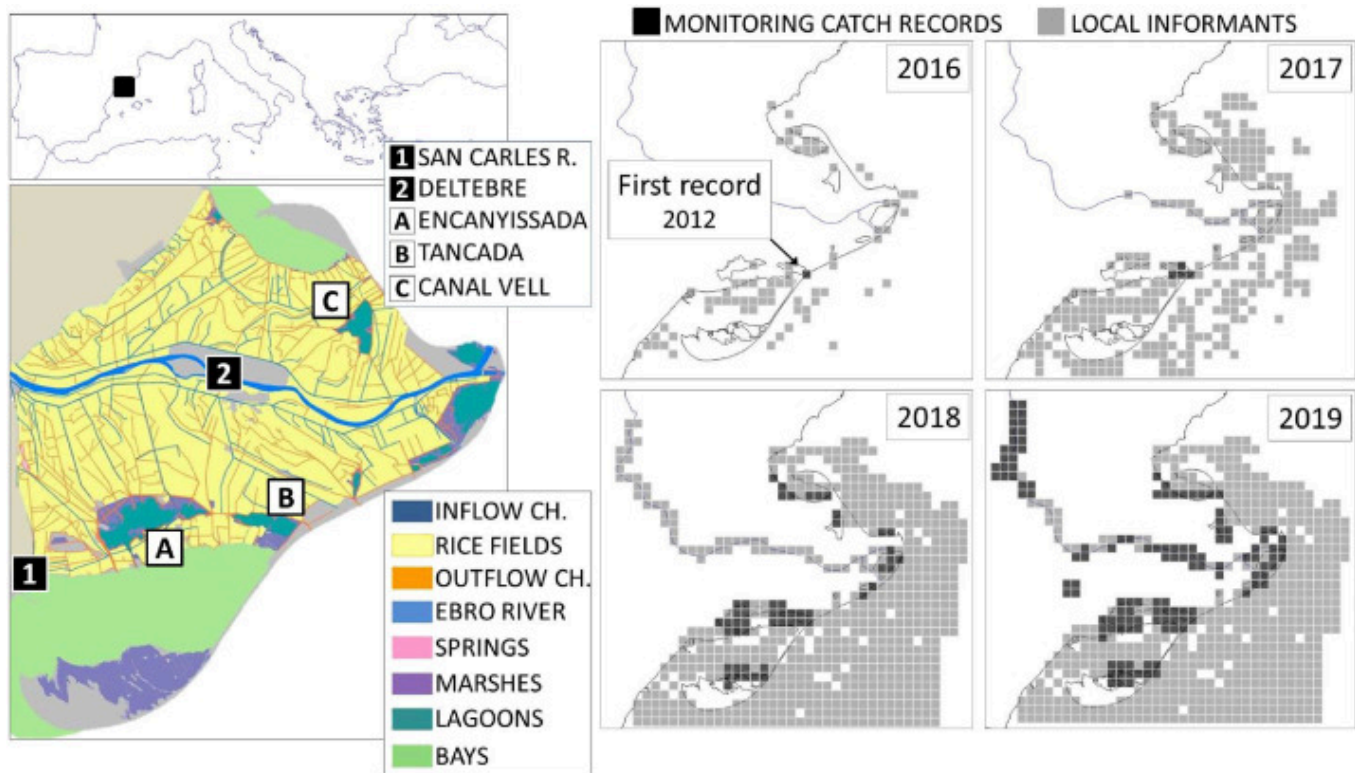 MONITORING CATCH RECORDS
LOCAL INFORMANTS
1 SAN CARLES R.
2 DELTEBRE
A ENCANYISSADA
B TANCADA
C CANAL VELL
C
2
B
A
1
INFLOW CH.
RICE FIELDS
OUTFLOW CH.
EBRO RIVER
SPRINGS
MARSHES
LAGOONS
BAYS
2016
First record
2012
2017
2018
2019